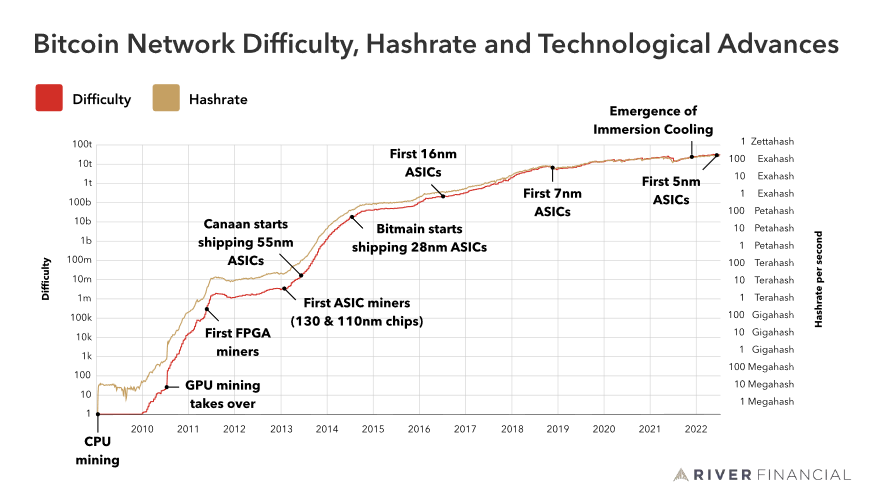 Bitcoin Network Difficulty, Hashrate and Technological Advances
Difficulty
Hashrate
Emergence of
Immersion Cooling
First 16nm
ASICs
First 7nm
ASICs
First 5nm
ASICs
Canaan starts
shipping 55nm
ASICs
Bitmain starts
shipping 28nm ASICs
First ASIC miners
(130 & 110nm chips)
First FPGA
miners
GPU mining
takes over
CPU
mining
Difficulty
100t
10t
1t
100b
10b
1b
100m
10m
1m
100k
10k
1k
100
10
1
2010 2011 2012 2013 2014 2015 2016 2017 2018 2019 2020 2021 2022
1 Zettahash
100 Exahash
10 Exahash
1 Exahash
100 Petahash
10 Petahash
1 Petahash
100 Terahash
10 Terahash
1 Terahash
100 Gigahash
10 Gigahash
1 Gigahash
100 Megahash
10 Megahash
1 Megahash
Hashrate per second
RIVER FINANCIAL